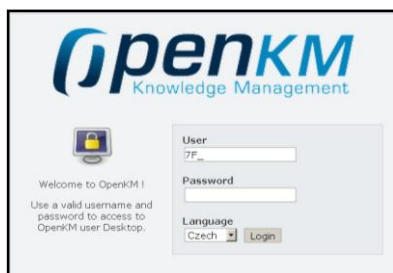 OpenKM
Knowledge Management
Welcome to OpenKM !
Use a valid username and
password to access to
OpenKM user Desktop.
User
7F_
Password
Language
Czech
Login